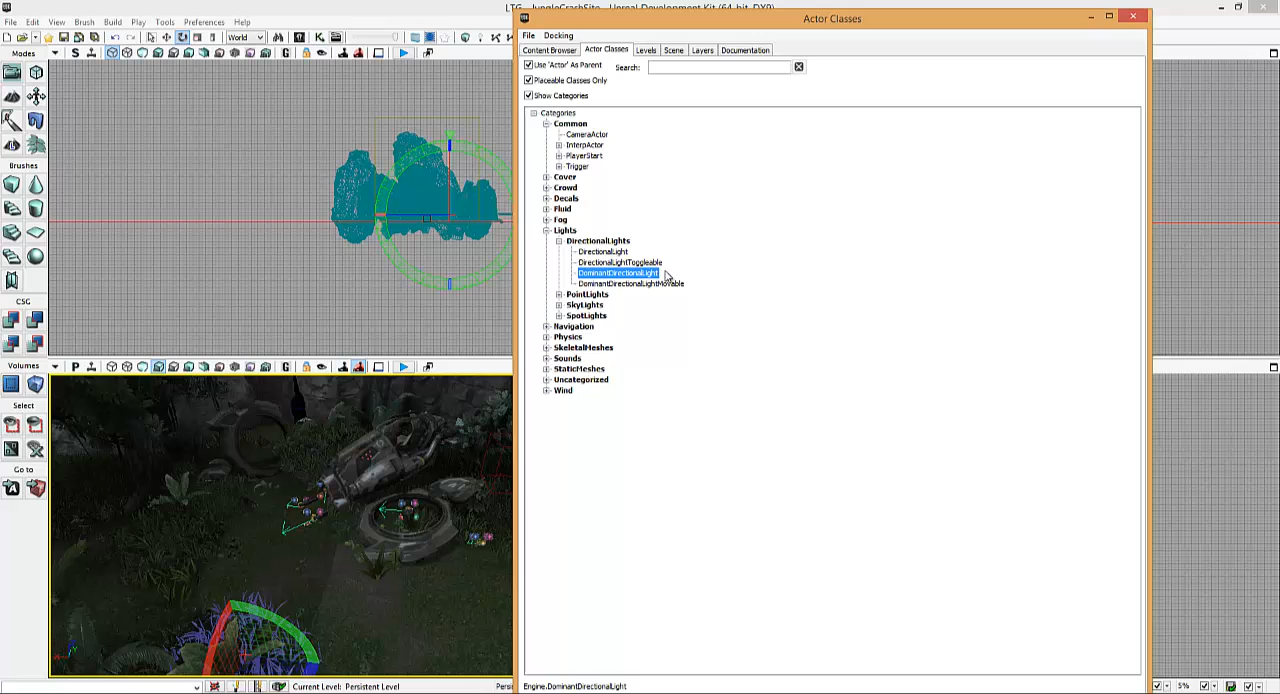 LTG - JungleCrashSite - Unreal Development Kit (64-bit, DX9)
Actor Classes
File Edit View Brush Build Play Tools Preferences Help
File Docking
World
Content Browser Actor Classes Levels Scene Layers Documentation
Modes
S
G
Use 'Actor' As Parent
Search:
Placeable Classes Only
Show Categories
Categories
Common
CameraActor
InterpActor
PlayerStart
Trigger
Brushes
Cover
Crowd
Decals
Fluid
Fog
Lights
DirectionalLights
DirectionalLight
DirectionalLightToggleable
DominantDirectionalLight
DominantDirectionalLightMovable
PointLights
CSG
SkyLights
SpotLights
Navigation
Physics
SkeletalMeshes
Sounds
Volumes
P
G
StaticMeshes
Uncategorized
Wind
Select
Go to
Current Level: Persistent Level
Persis
Engine.DominantDirectionalLight
5%